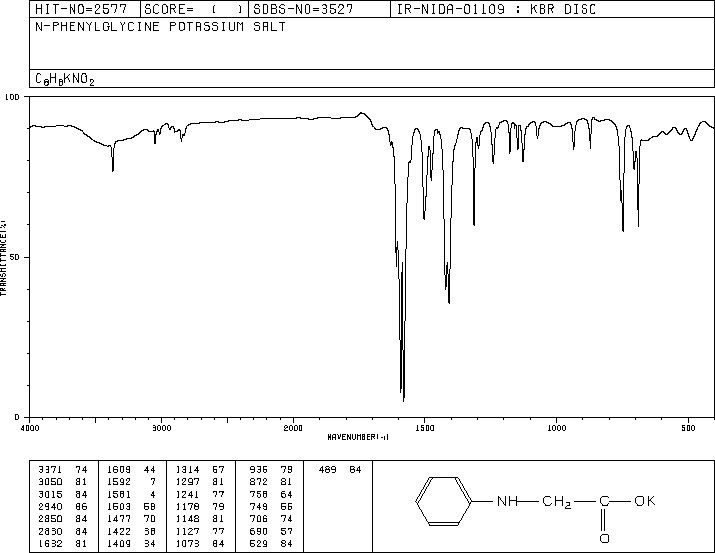 HIT-NO=2577 SCORE= ( ) SDBS-NO=3527 IR-NIDA-01109 : KBR DISC
N-PHENYLGLYCINE POTASSIUM SALT
C₈H₈KNO₂
100
50
0
TRANSMITTANCE(%)
4000 3000 2000 1500 1000 500
WAVENUMBER(-1)
3371 74 1609 44 1314 57 936 79 489 84
3050 81 1592 7 1297 81 872 81
3015 84 1581 4 1241 77 758 64
2940 86 1503 58 1178 79 749 55
2850 84 1477 70 1148 81 706 74
2830 84 1422 38 1127 77 690 57
1632 81 1409 34 1073 84 529 84
NH CH₂ C OK
O